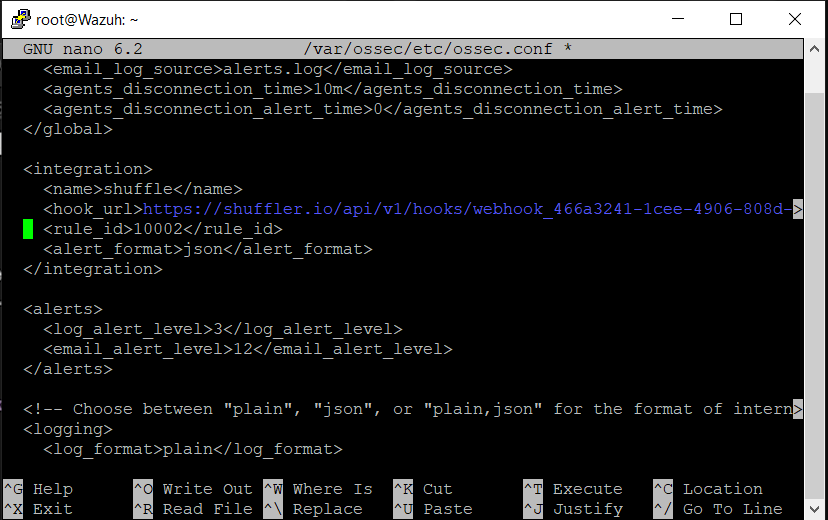 root@Wazuh: ~
GNU nano 6.2 /var/ossec/etc/ossec.conf *
<email_log_source>alerts.log</email_log_source>
<agents_disconnection_time>10m</agents_disconnection_time>
<agents_disconnection_alert_time>0</agents_disconnection_alert_time>
</global>
<integration>
<name>shuffle</name>
<hook_url>https://shuffler.io/api/v1/hooks/webhook_466a3241-1cee-4906-808d->
<rule_id>10002</rule_id>
<alert_format>json</alert_format>
</integration>
<alerts>
<log_alert_level>3</log_alert_level>
<email_alert_level>12</email_alert_level>
</alerts>
<!-- Choose between "plain", "json", or "plain,json" for the format of intern>
<logging>
<log_format>plain</log_format>
^G Help ^O Write Out ^W Where Is ^K Cut ^T Execute ^C Location
^X Exit ^R Read File ^\ Replace ^U Paste ^J Justify ^/ Go To Line